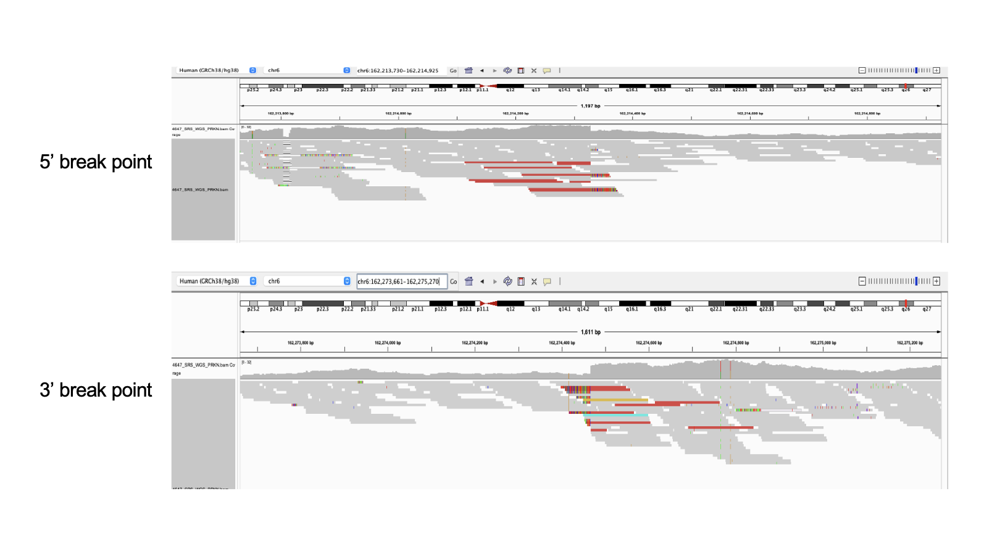 Human (GRCh38/hg38) chr6 chr6:162,213,730-162,214,925 Go
p25.2 p24.3 p23 p22.3 p22.2 p21.33 p21.2 p21.1 p12.3 p12.1 p11.1 q12 q13 q14.1 q14.2 q15 q16.1 q16.3 q21 q22.1 q22.31 q22.33 q23.3 q24.2 q25.1 q25.3 q26 q27
1,197 bp
162,213,800 bp 162,214,000 bp 162,214,200 bp 162,214,400 bp 162,214,600 bp 162,214,800 bp
4647_SRS_WGS_PRKN.bam Co
rage
[0 - 32]
5’ break point
4647_SRS_WGS_PRKN.bam
Human (GRCh38/hg38) chr6 chr6:162,273,661-162,275,270 Go
p25.2 p24.3 p23 p22.3 p22.2 p21.33 p21.2 p21.1 p12.3 p12.1 p11.1 q12 q13 q14.1 q14.2 q15 q16.1 q16.3 q21 q22.1 q22.31 q22.33 q23.3 q24.2 q25.1 q25.3 q26 q27
1,611 bp
162,273,800 bp 162,274,000 bp 162,274,200 bp 162,274,400 bp 162,274,600 bp 162,274,800 bp 162,275,000 bp 162,275,200 bp
4647_SRS_WGS_PRKN.bam Co
rage
[0 - 32]
3’ break point